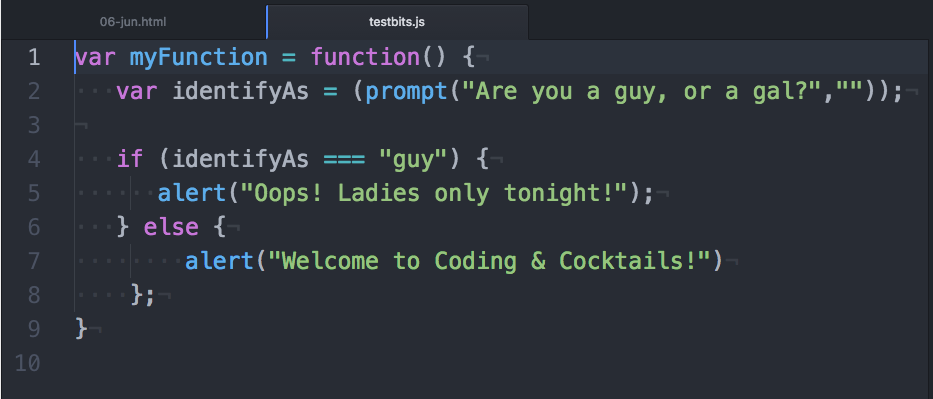 06-jun.html
testbits.js
1 var myFunction = function() {¬
2 ···var identifyAs = (prompt("Are you a guy, or a gal?",""));¬
3 ¬
4 ···if (identifyAs === "guy") {¬
5 ······alert("Oops! Ladies only tonight!");¬
6 ···} else {¬
7 ········alert("Welcome to Coding & Cocktails!")¬
8 ····};¬
9 }¬
10